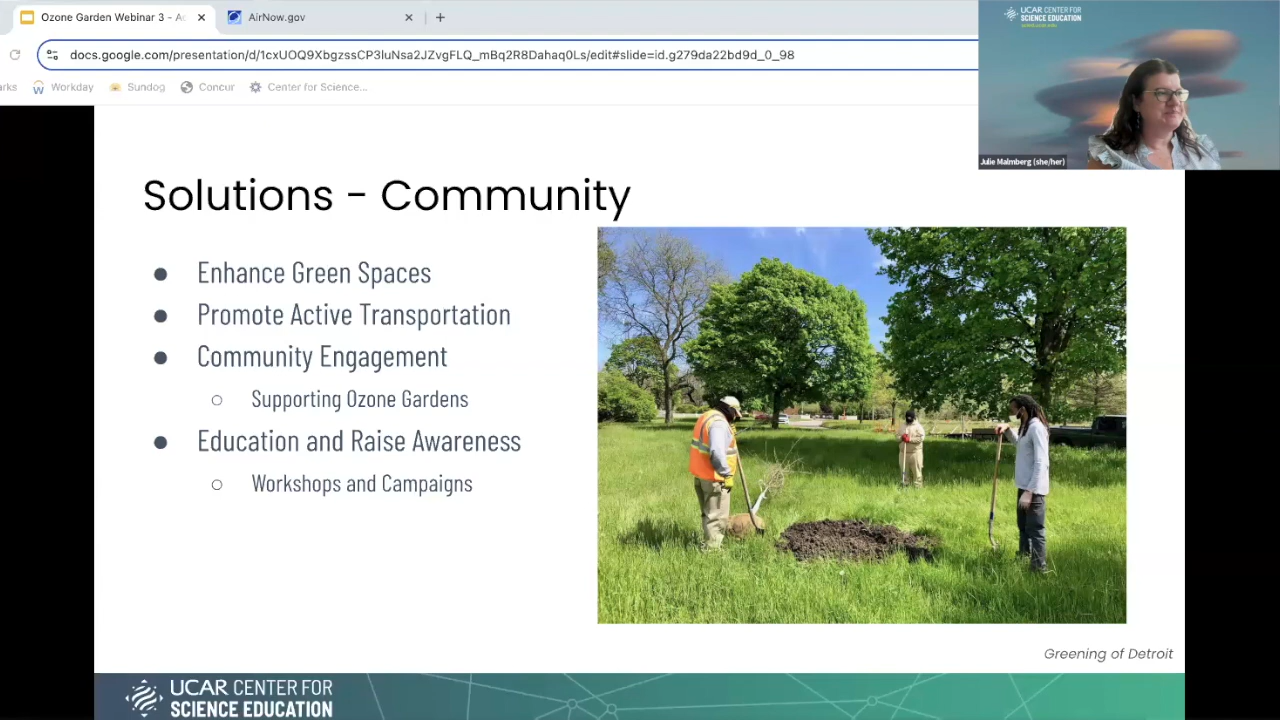 Ozone Garden Webinar 3 - Ac
AirNow.gov
docs.google.com/presentation/d/1cxUOQ9XbgzssCP3luNsa2JZvgFLQ_mBq2R8Dahaq0Ls/edit#slide=id.g279da22bd9d_0_98
arks
Workday
Sundog
Concur
Center for Science...
UCAR CENTER FOR
SCIENCE EDUCATION
Julie Malmberg (she/her)
Solutions - Community
● Enhance Green Spaces
● Promote Active Transportation
● Community Engagement
○ Supporting Ozone Gardens
● Education and Raise Awareness
○ Workshops and Campaigns
Greening of Detroit
UCAR CENTER FOR
SCIENCE EDUCATION